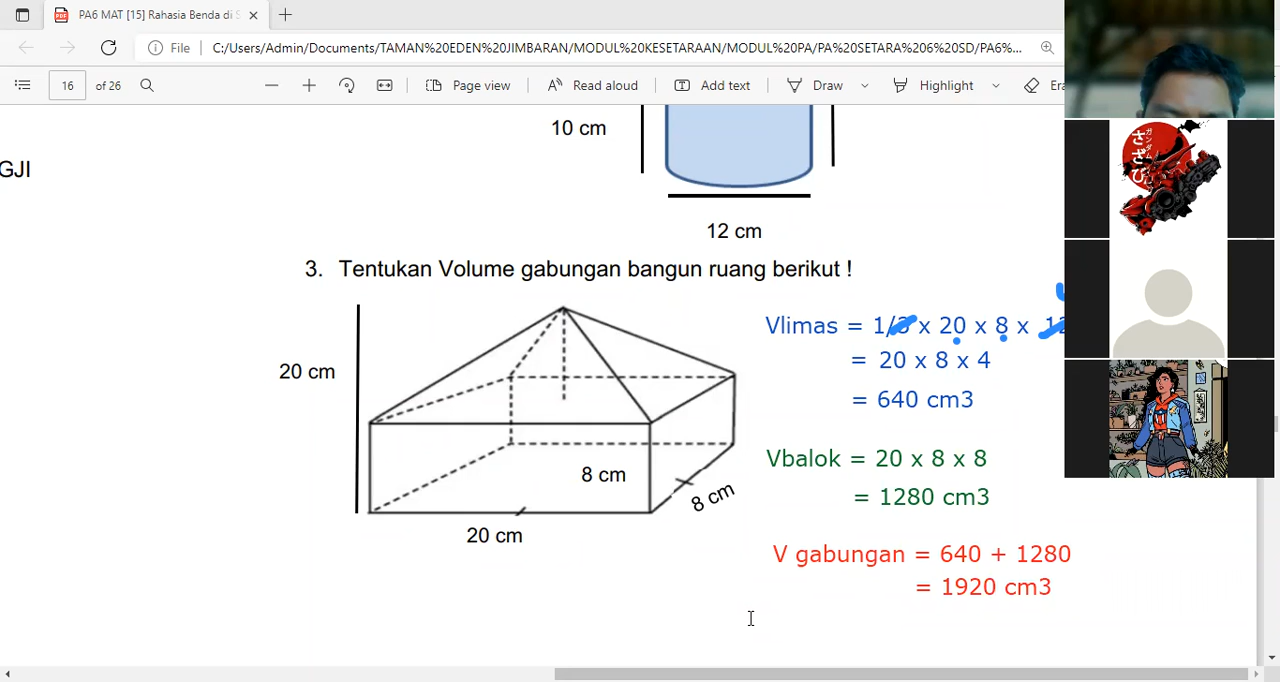 PA6 MAT [15] Rahasia Benda di S
File
C:/Users/Admin/Documents/TAMAN%20EDEN%20JIMBARAN/MODUL%20KESETARAAN/MODUL%20PA/PA%20SETARA%206%20SD/PA6%...
16 of 26
Page view
Read aloud
Add text
Draw
Highlight
Era
10 cm
GGJI
12 cm
3. Tentukan Volume gabungan bangun ruang berikut !
20 cm
8 cm
8 cm
20 cm
Vlimas = 1/3 x 20 x 8 x 12
= 20 x 8 x 4
= 640 cm3
Vbalok = 20 x 8 x 8
= 1280 cm3
V gabungan = 640 + 1280
= 1920 cm3